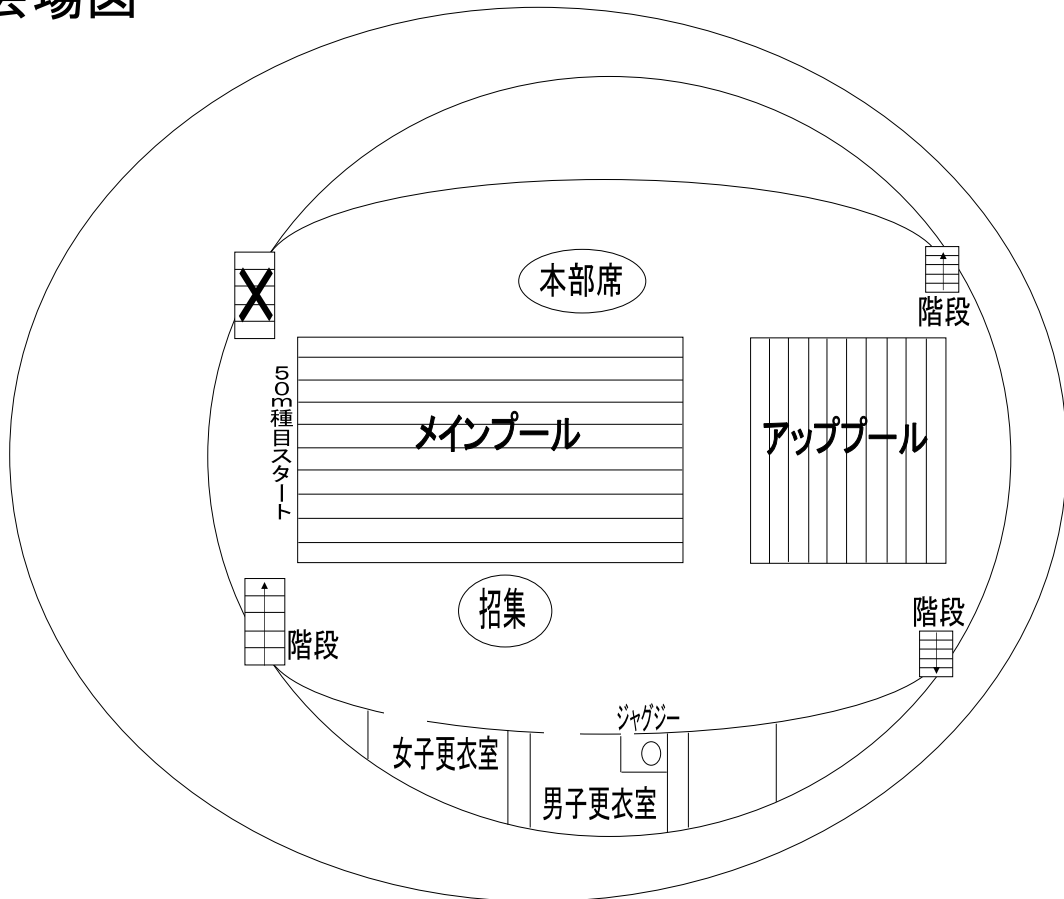 会場図
本部席
X
階段
50m種目スタート
メインプール
アッププール
招集
階段
階段
ジャグジー
女子更衣室
男子更衣室